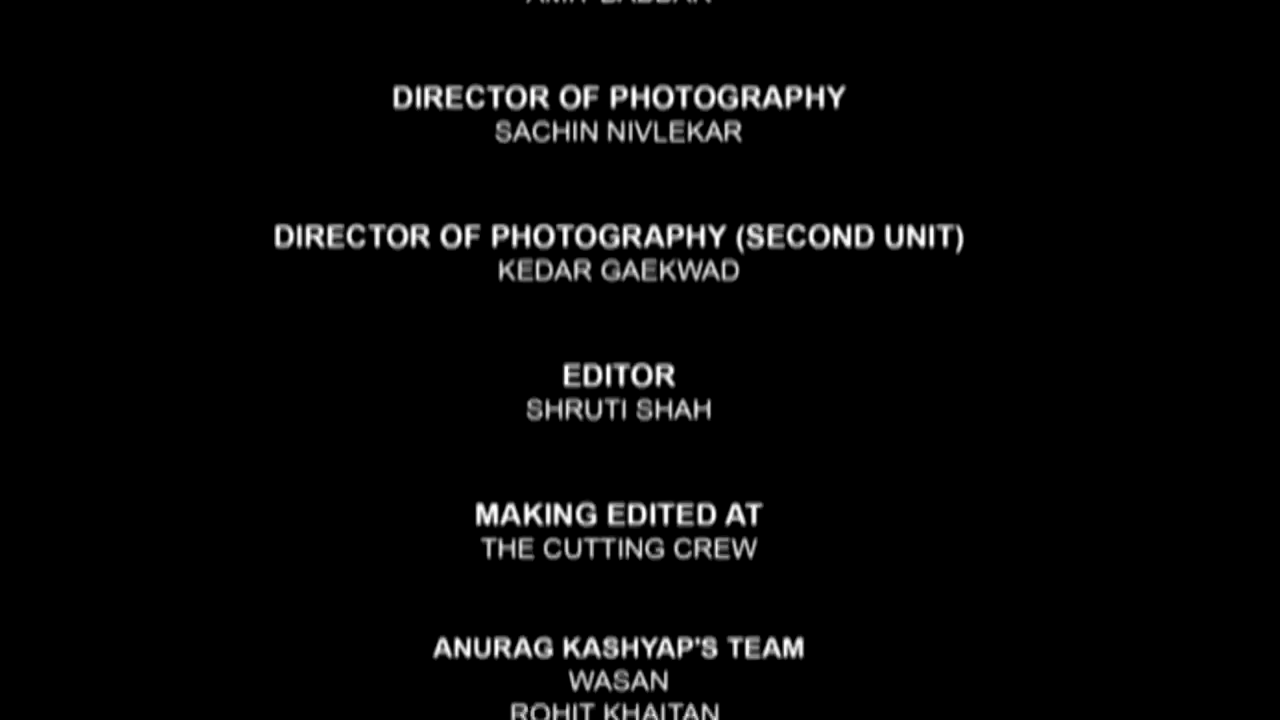 DIRECTOR OF PHOTOGRAPHY
SACHIN NIVLEKAR
DIRECTOR OF PHOTOGRAPHY (SECOND UNIT)
KEDAR GAEKWAD
EDITOR
SHRUTI SHAH
MAKING EDITED AT
THE CUTTING CREW
ANURAG KASHYAP'S TEAM
WASAN
ROHIT KHAITAN